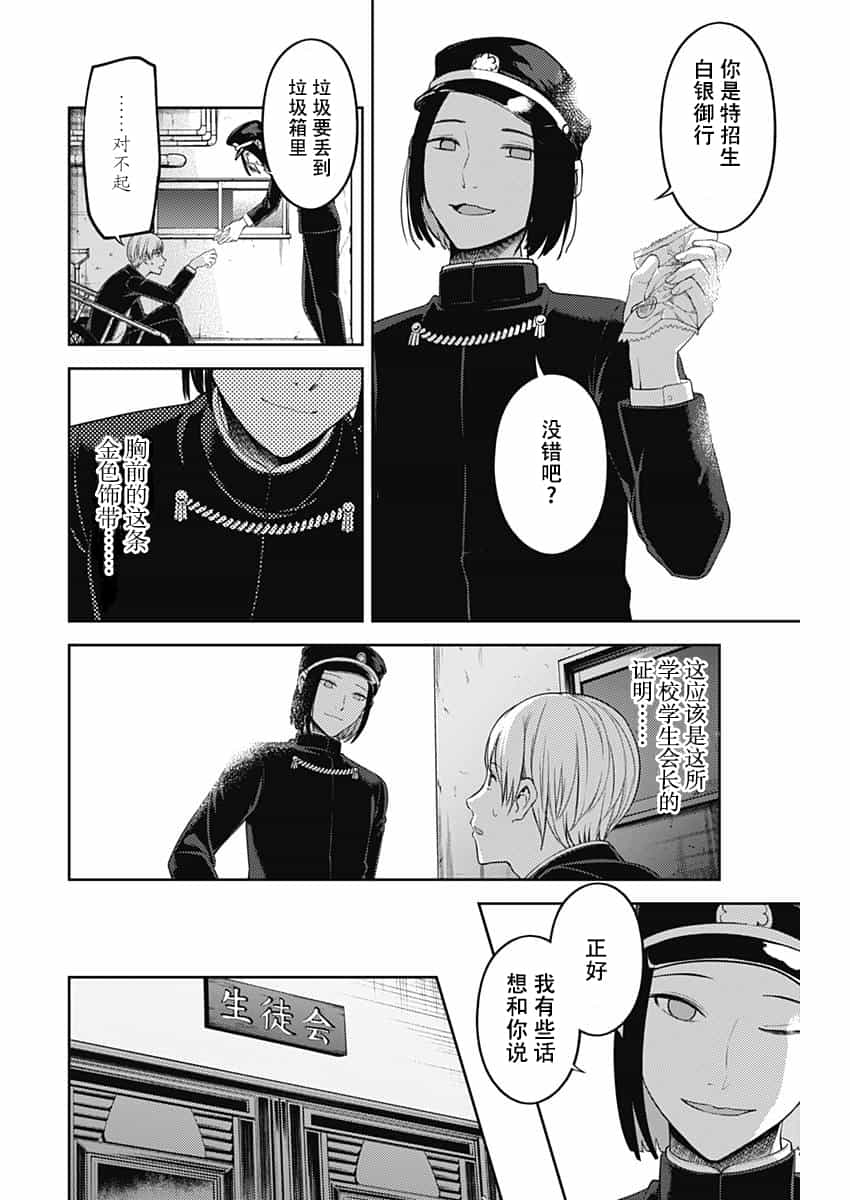 你是特招生
白银御行
没错吧?
垃圾要丢到
垃圾箱里
……对不起
胸前的这条
金色饰带……
这应该是这所
学校学生会长的
证明……
正好
我有些话
想和你说
生徒会